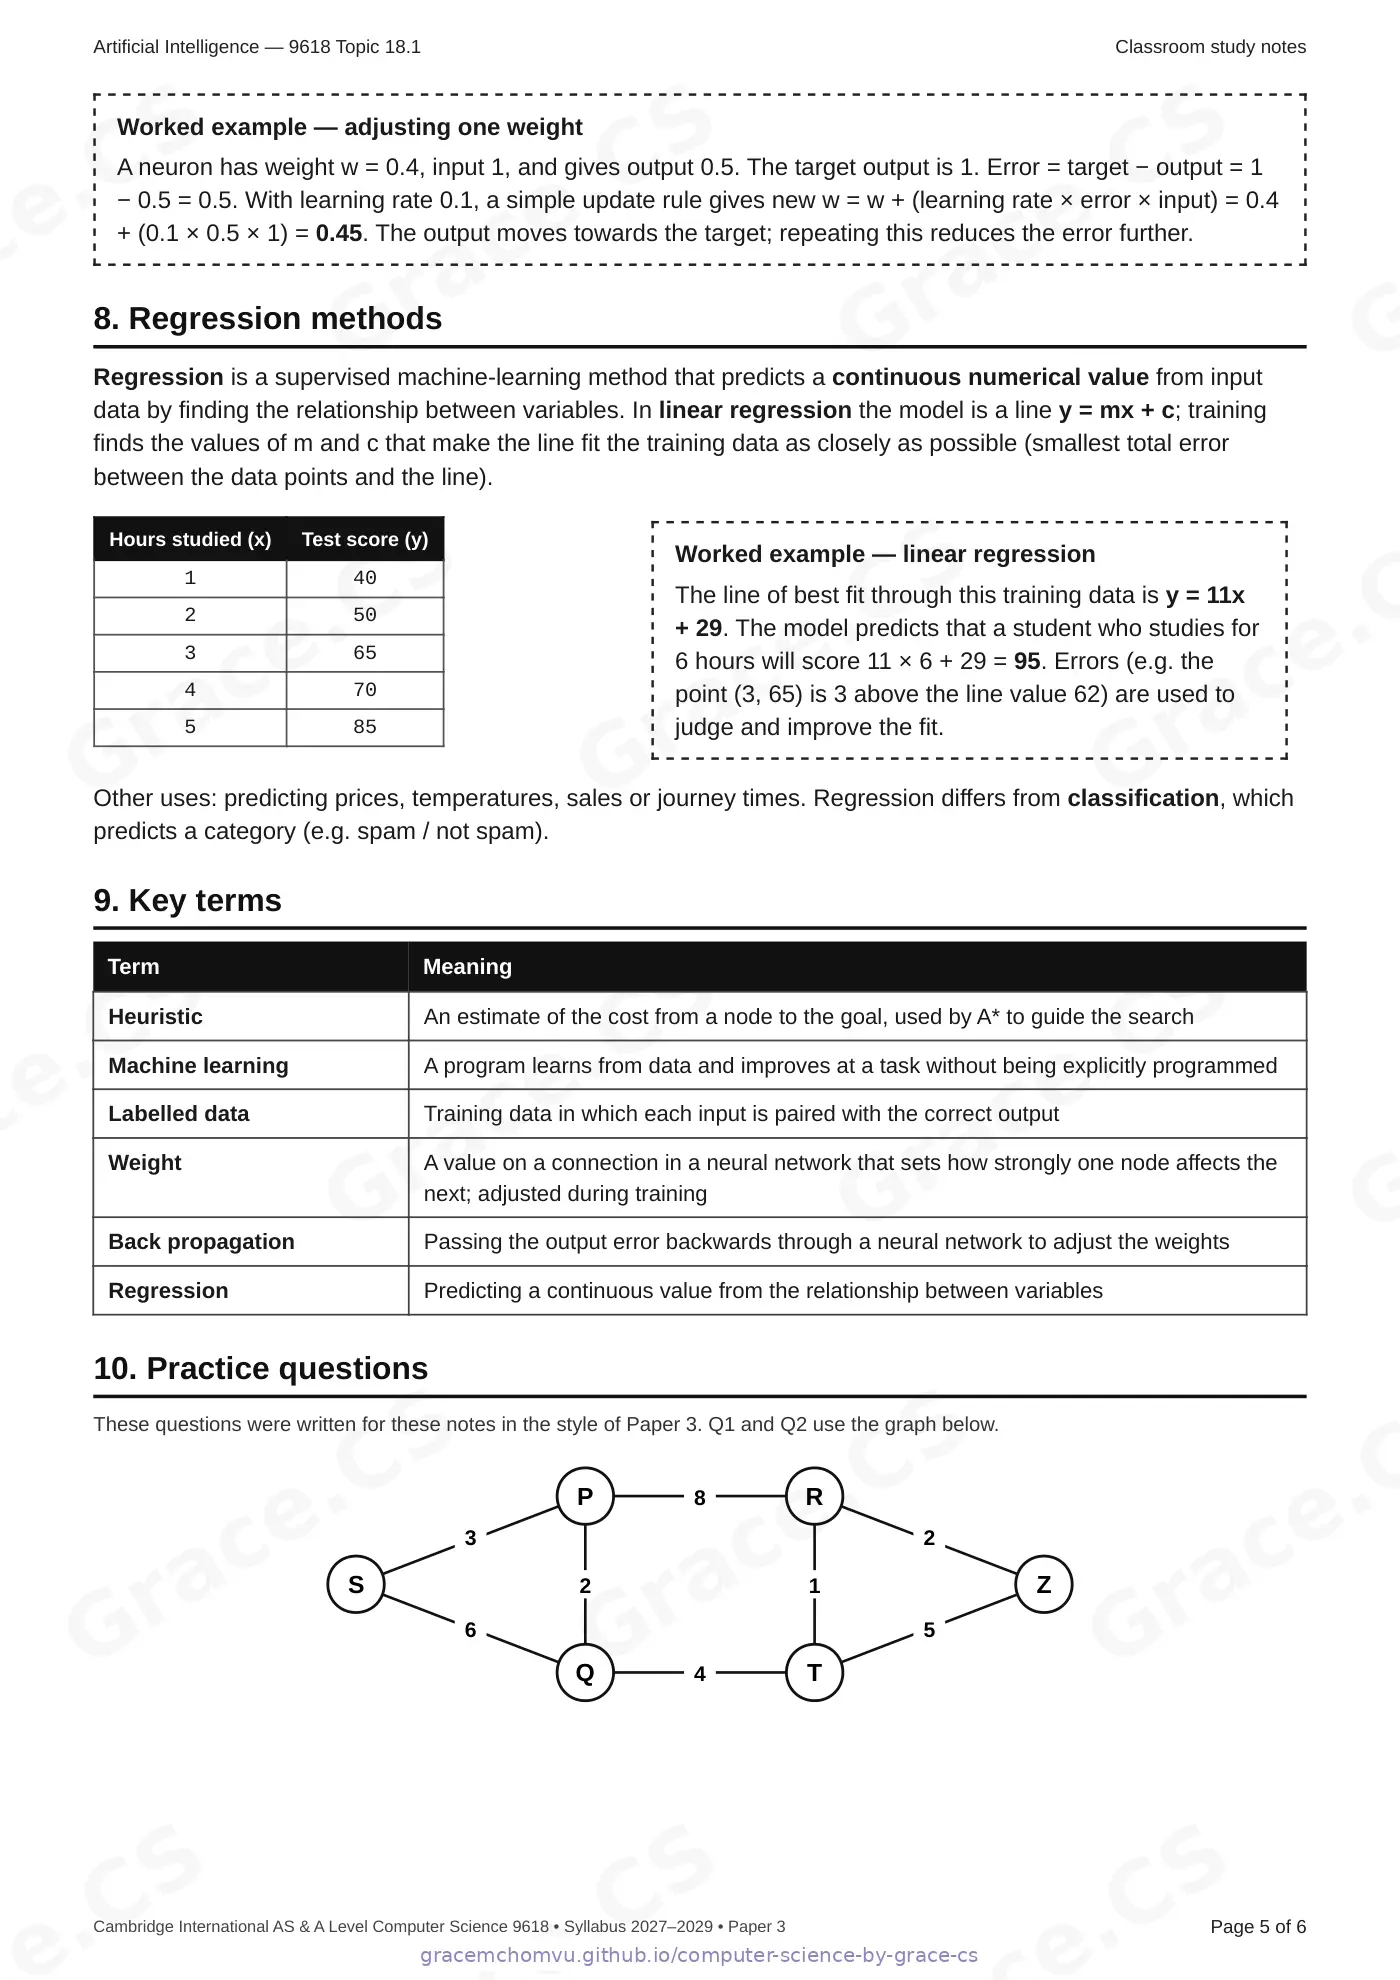 Artificial Intelligence — 9618 Topic 18.1 Classroom study notes
Worked example — adjusting one weight
A neuron has weight w = 0.4, input 1, and gives output 0.5. The target output is 1. Error = target − output = 1
− 0.5 = 0.5. With learning rate 0.1, a simple update rule gives new w = w + (learning rate × error × input) = 0.4
+ (0.1 × 0.5 × 1) = 0.45. The output moves towards the target; repeating this reduces the error further.
8. Regression methods
Regression is a supervised machine-learning method that predicts a continuous numerical value from input
data by finding the relationship between variables. In linear regression the model is a line y = mx + c; training
finds the values of m and c that make the line fit the training data as closely as possible (smallest total error
between the data points and the line).
Hours studied (x) Test score (y)
1 40
2 50
3 65
4 70
5 85
Worked example — linear regression
The line of best fit through this training data is y = 11x
+ 29. The model predicts that a student who studies for
6 hours will score 11 × 6 + 29 = 95. Errors (e.g. the
point (3, 65) is 3 above the line value 62) are used to
judge and improve the fit.
Other uses: predicting prices, temperatures, sales or journey times. Regression differs from classification, which
predicts a category (e.g. spam / not spam).
9. Key terms
Term Meaning
Heuristic An estimate of the cost from a node to the goal, used by A* to guide the search
Machine learning A program learns from data and improves at a task without being explicitly programmed
Labelled data Training data in which each input is paired with the correct output
Weight A value on a connection in a neural network that sets how strongly one node affects the
next; adjusted during training
Back propagation Passing the output error backwards through a neural network to adjust the weights
Regression Predicting a continuous value from the relationship between variables
10. Practice questions
These questions were written for these notes in the style of Paper 3. Q1 and Q2 use the graph below.
P 8 R
3 2
S 2 1 Z
6 5
Q 4 T
Cambridge International AS & A Level Computer Science 9618 • Syllabus 2027–2029 • Paper 3 Page 5 of 6
gracemchomvu.github.io/computer-science-by-grace-cs
Grace.CS